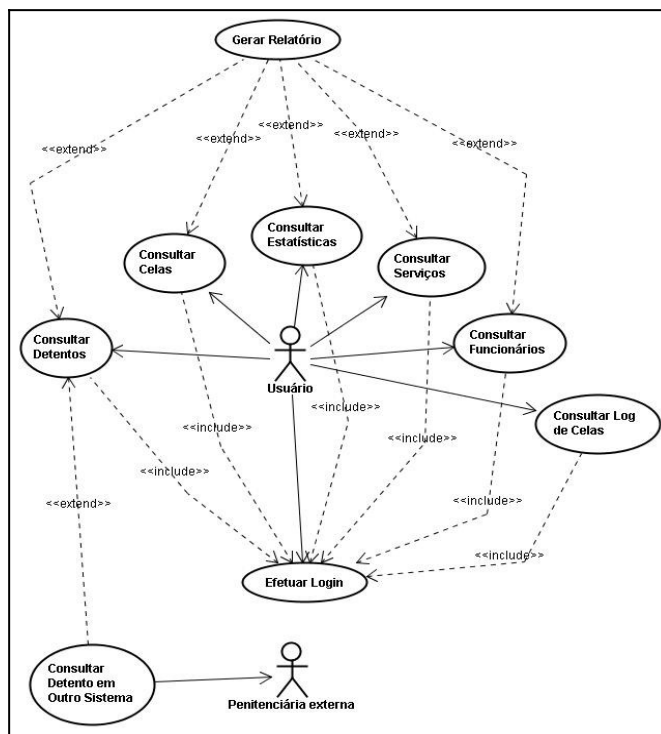 Gerar Relatório
<<extend>>
<<extend>>
<<extend>>
<<extend>>
<<extend>>
Consultar
Estatísticas
Consultar
Celas
Consultar
Serviços
Consultar
Detentos
Usuário
Consultar
Funcionários
Consultar Log
de Celas
<<include>>
<<include>>
<<include>>
<<include>>
<<extend>>
<<include>>
<<include>>
Efetuar Login
Consultar
Detento em
Outro Sistema
Penitenciária externa